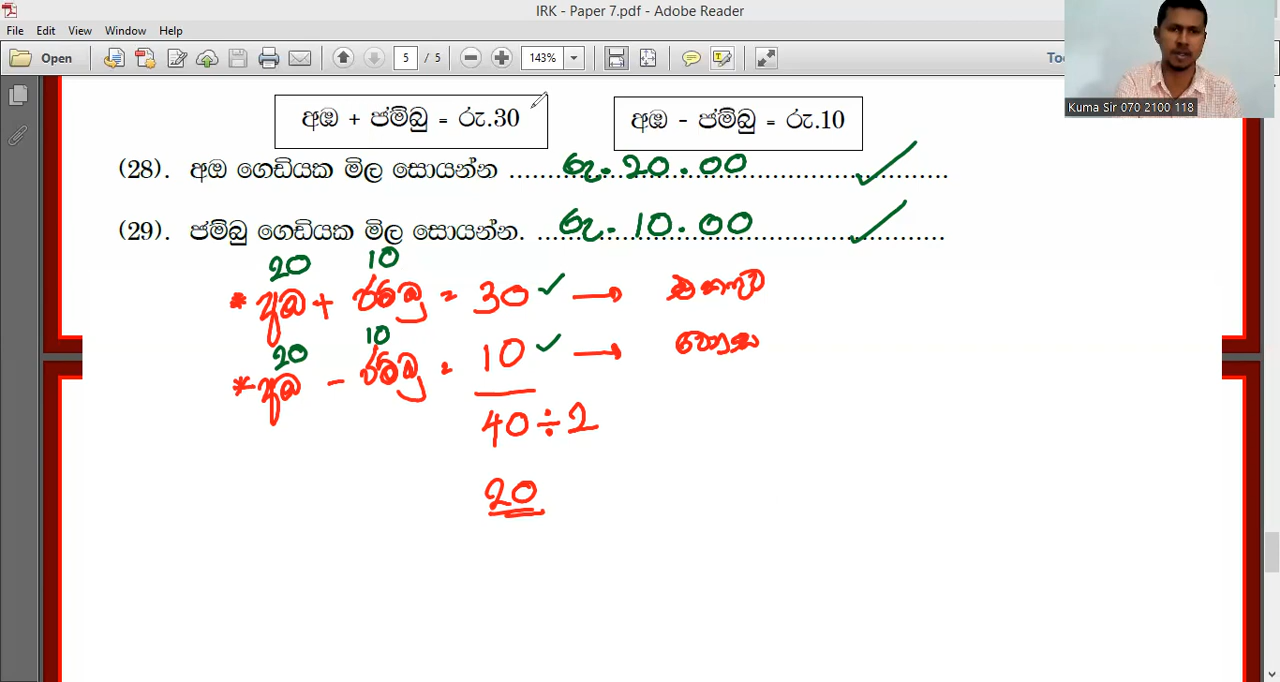 IRK - Paper 7.pdf - Adobe Reader
File Edit View Window Help
Open 5 / 5 143% Too
Kuma Sir 070 2100 118
අඹ + ජම්බු = රු.30 අඹ - ජම්බු = රු.10
(28). අඹ ගෙඩියක මිල සොයන්න ..... රු. 20.00
(29). ජම්බු ගෙඩියක මිල සොයන්න. ..... රු. 10.00
20 10
* අඹ + ජම්බු = 30 → එකතුව
20 10
* අඹ - ජම්බු = 10 →
40 ÷ 2
20